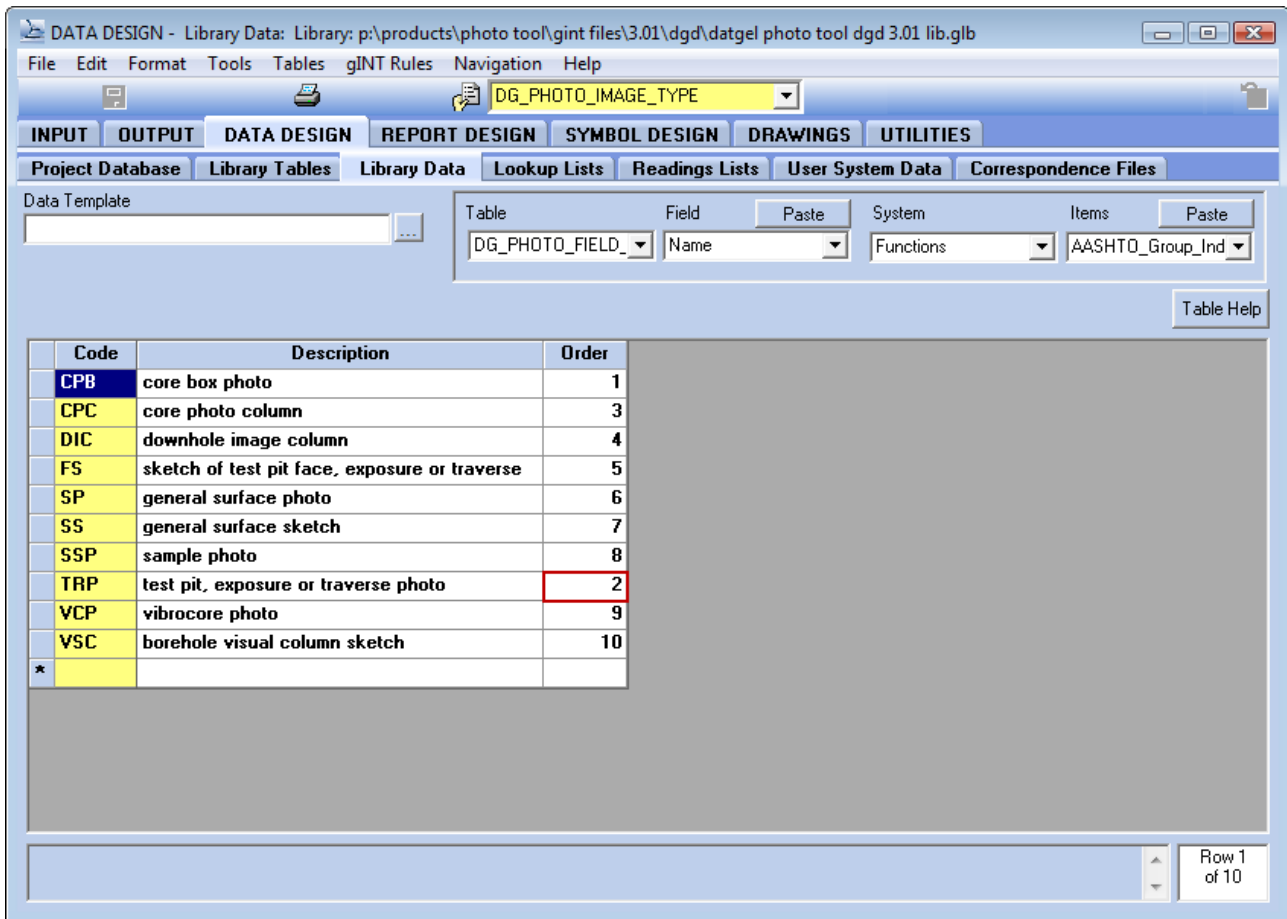 DATA DESIGN - Library Data: Library: p:\products\photo tool\gint files\3.01\dgd\datgel photo tool dgd 3.01 lib.glb
File Edit Format Tools Tables gINT Rules Navigation Help
DG_PHOTO_IMAGE_TYPE
INPUT OUTPUT DATA DESIGN REPORT DESIGN SYMBOL DESIGN DRAWINGS UTILITIES
Project Database Library Tables Library Data Lookup Lists Readings Lists User System Data Correspondence Files
Data Template
...
Table Field Paste System Items Paste
DG_PHOTO_FIELD_ Name Functions AASHTO_Group_Ind
Table Help
Code Description Order
CPB core box photo 1
CPC core photo column 3
DIC downhole image column 4
FS sketch of test pit face, exposure or traverse 5
SP general surface photo 6
SS general surface sketch 7
SSP sample photo 8
TRP test pit, exposure or traverse photo 2
VCP vibrocore photo 9
VSC borehole visual column sketch 10
*
Row 1
of 10